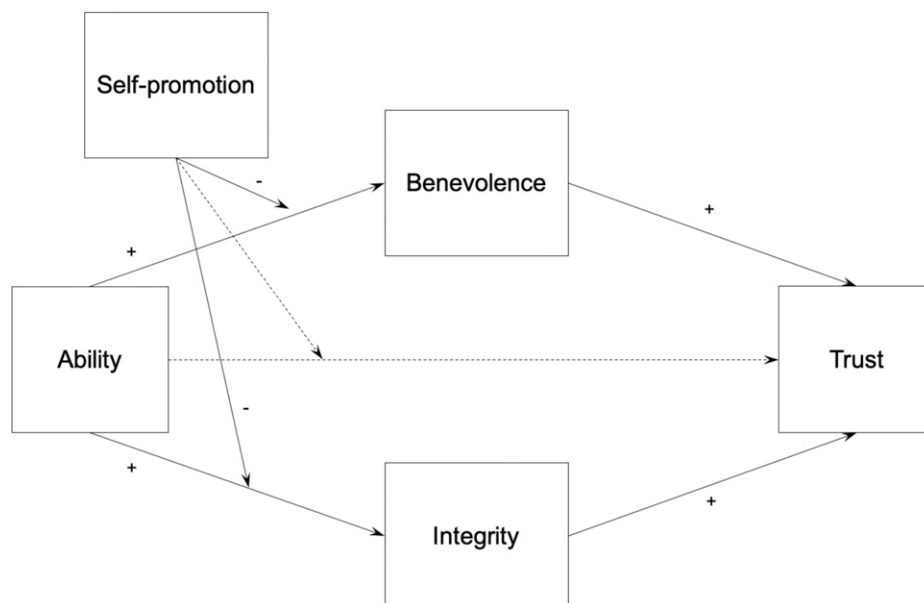 Self-promotion
-
Benevolence
+
+
Ability
Trust
-
+
+
Integrity